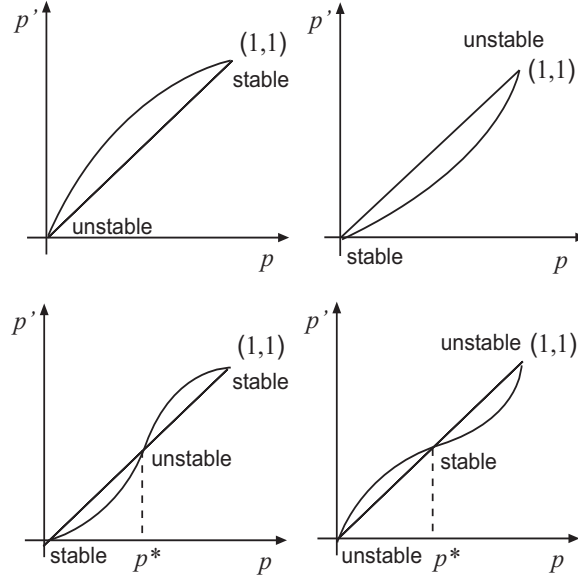 p’
(1,1)
stable
unstable
p
p’
unstable
(1,1)
stable
p
p’
(1,1)
stable
unstable
stable
p*
p
p’
unstable (1,1)
stable
unstable
p*
p